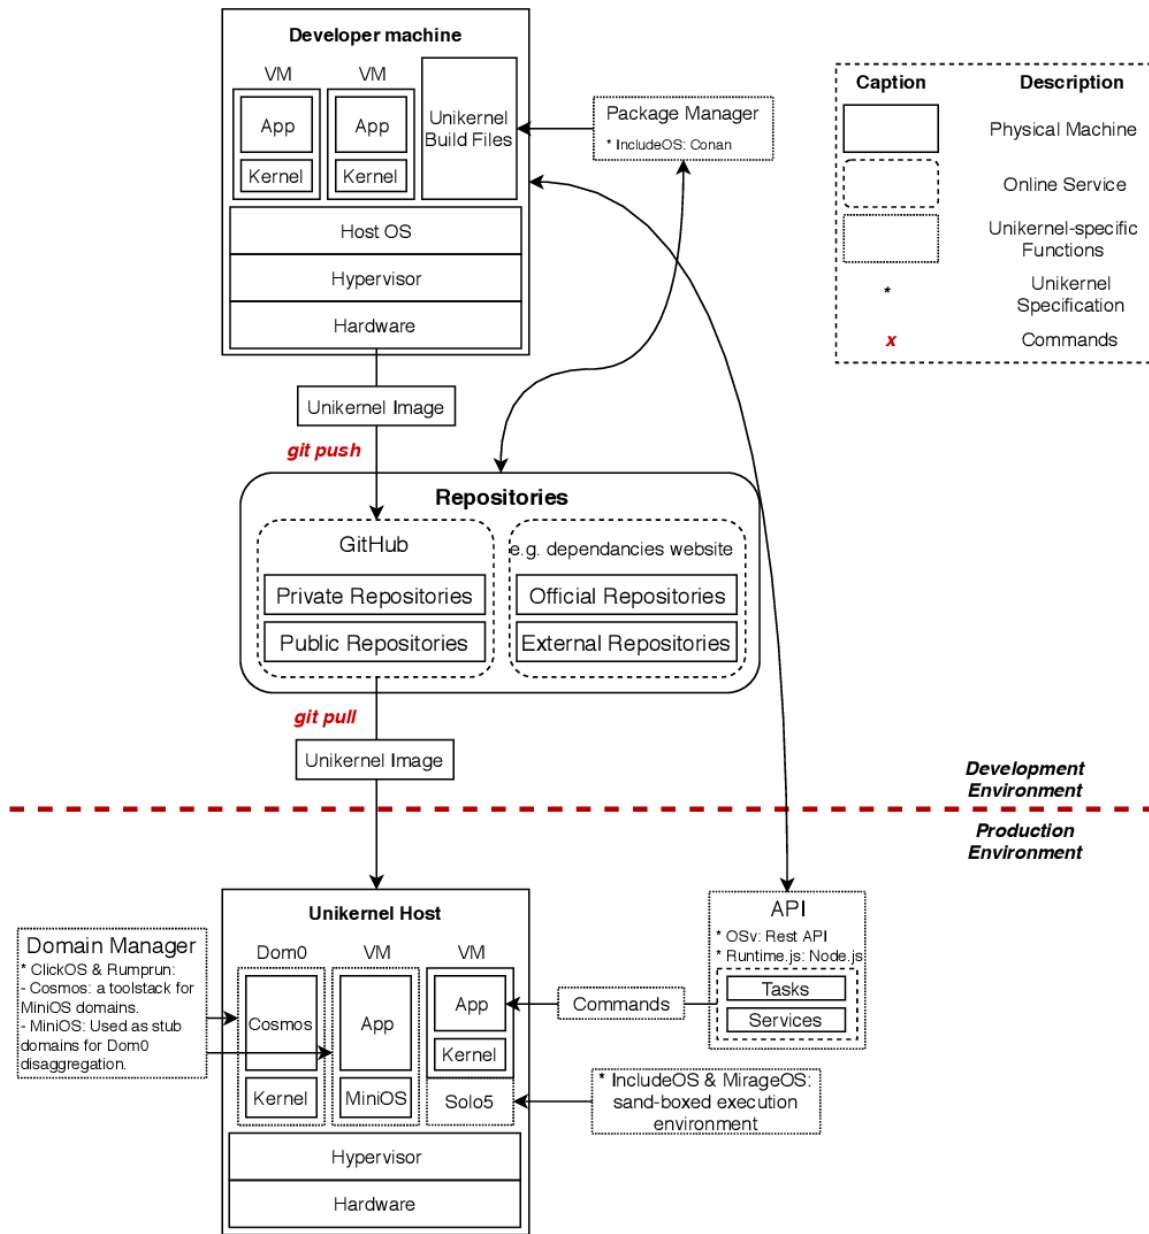 Developer machine
VM
VM
App
App
Kernel
Kernel
Unikernel
Build Files
Host OS
Hypervisor
Hardware
Package Manager
* IncludeOS: Conan
Caption
Description
Physical Machine
Online Service
Unikernel-specific
Functions
*
Unikernel
Specification
x
Commands
Unikernel Image
git push
Repositories
GitHub
Private Repositories
Public Repositories
e.g. dependancies website
Official Repositories
External Repositories
git pull
Unikernel Image
Development
Environment
Production
Environment
Unikernel Host
Domain Manager
* ClickOS & Rumprun:
- Cosmos: a toolstack for
MiniOS domains.
- MiniOS: Used as stub
domains for Dom0
disaggregation.
Dom0
Cosmos
Kernel
VM
App
MiniOS
VM
App
Kernel
Solo5
Hypervisor
Hardware
Commands
API
* OSv: Rest API
* Runtime.js: Node.js
Tasks
Services
* IncludeOS & MirageOS:
sand-boxed execution
environment